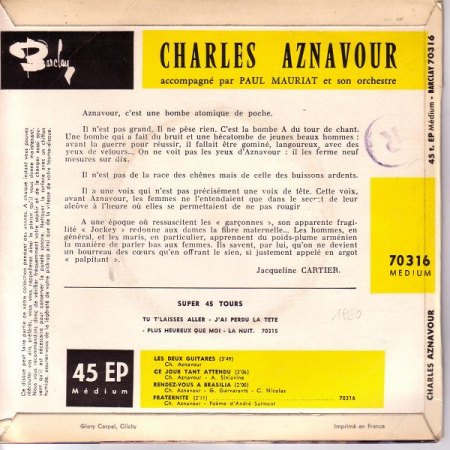 Barclay
CHARLES AZNAVOUR
accompagné par PAUL MAURIAT et son orchestre
45 t. EP Médium - BARCLAY 70316
Aznavour, c'est une bombe atomique de poche.
Il n'est pas grand. Il ne pèse rien. C'est la bombe A du tour de chant.
Une bombe qui a fait du bruit et une hécatombe de jeunes beaux hommes :
avant la guerre pour réussir, il fallait être gominé, langoureux, avec des
yeux de velours... On ne voit pas les yeux d'Aznavour : il les ferme neuf
mesures sur dix.
Il n'est pas de la race des chênes mais de celle des buissons ardents.
Il a une voix qui n'est pas précisément une voix de tête. Cette voix,
avant Aznavour, les femmes ne l'entendaient que dans le secret de leur
alcôve à l'heure où elles se permettaient de ne pas rougir
A une époque où ressuscitent les « garçonnes », son apparente fragi-
lité « Jockey » redonne aux dames la fibre maternelle... Les hommes, en
général, et les maris, en particulier, apprennent du poids-plume arménien
la manière de parler bas aux femmes. Ils savent, par lui, qu'on ne devient
un bourreau des cœurs qu'en offrant le sien, si justement appelé en argot
« palpitant ».
Jacqueline CARTIER.
70316
MEDIUM
SUPER 45 TOURS
TU T'LAISSES ALLER - J'AI PERDU LA TETE
- PLUS HEUREUX QUE MOI - LA NUIT. 70315
1960
R
45 EP
Médium
LES DEUX GUITARES (3'49)
Ch. Aznavour
CE JOUR TANT ATTENDU (2'06)
Ch. Aznavour - A. Siniavine
RENDEZ-VOUS A BRASILIA (2'00)
Ch. Aznavour - G. Garvarentz - C. Nicolas
FRATERNITE (2'11) 70316
Ch. Aznavour - Poème d'André Salmont
CHARLES AZNAVOUR
Glory Carpel, Clichy
Imprimé en France